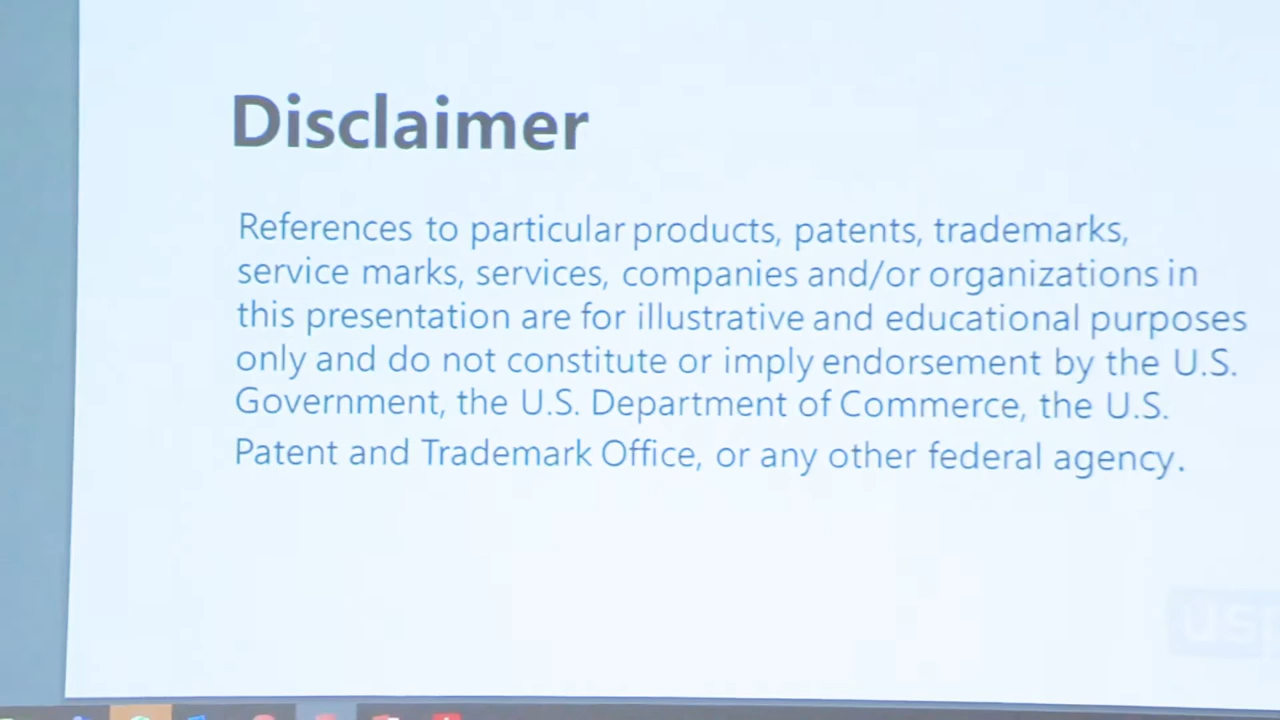 Disclaimer
References to particular products, patents, trademarks,
service marks, services, companies and/or organizations in
this presentation are for illustrative and educational purposes
only and do not constitute or imply endorsement by the U.S.
Government, the U.S. Department of Commerce, the U.S.
Patent and Trademark Office, or any other federal agency.
usp